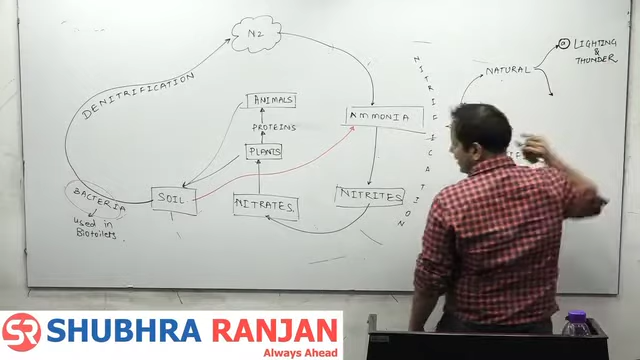 N2
DENITRIFICATION
ANIMALS
PROTEINS
PLANTS
AMMONIA
SOIL
NITRATES
NITRITES
BACTERIA
used in
Biotoilets
NITRIFICATION
NATURAL
a LIGHTING
&
THUNDER
SR SHUBHRA RANJAN
Always Ahead